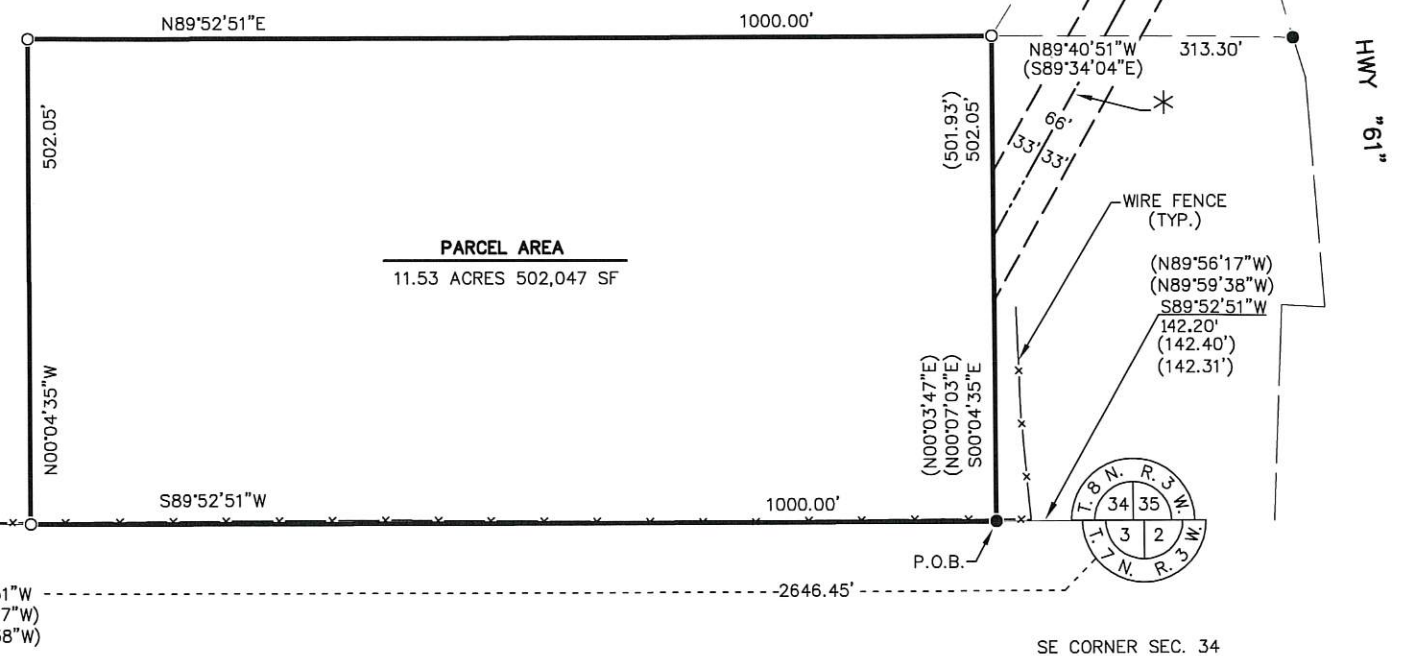 N89°52'51"E
1000.00'
N89°40'51"W
313.30'
(S89°34'04"E)
HWY "61"
502.05'
(501.93')
502.05'
66'
33' 33'
WIRE FENCE
(TYP.)
PARCEL AREA
11.53 ACRES 502,047 SF
(N89°56'17"W)
(N89°59'38"W)
S89°52'51"W
142.20'
(142.40')
(142.31')
N00°04'35"W
(N00°03'47"E)
(N00°07'03"E)
S00°04'35"E
S89°52'51"W
1000.00'
T. 8 N. R. 3 W.
34 35
3 2
T. 7 N. R. 3 W.
P.O.B.
1"W
2646.45'
7"W)
8"W)
SE CORNER SEC. 34